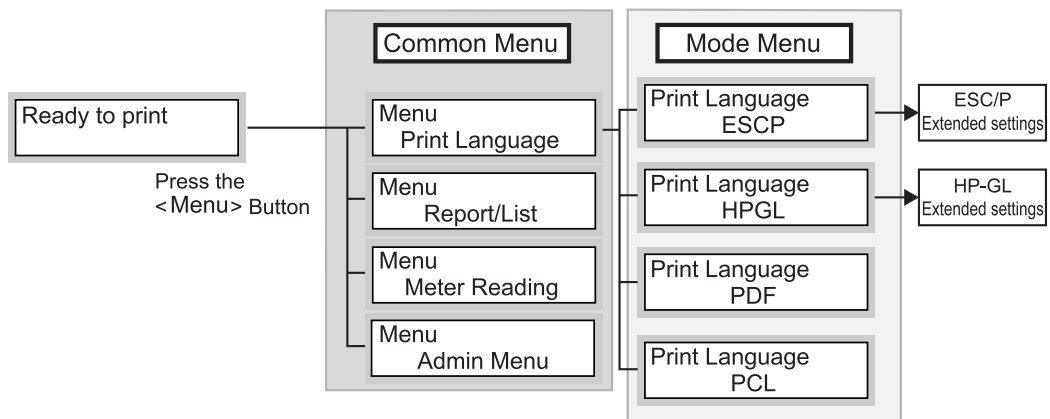 Common Menu
Mode Menu
Ready to print
Press the
<Menu> Button
Menu
Print Language
Menu
Report/List
Menu
Meter Reading
Menu
Admin Menu
Print Language
ESCP
Print Language
HPGL
Print Language
PDF
Print Language
PCL
ESC/P
Extended settings
HP-GL
Extended settings